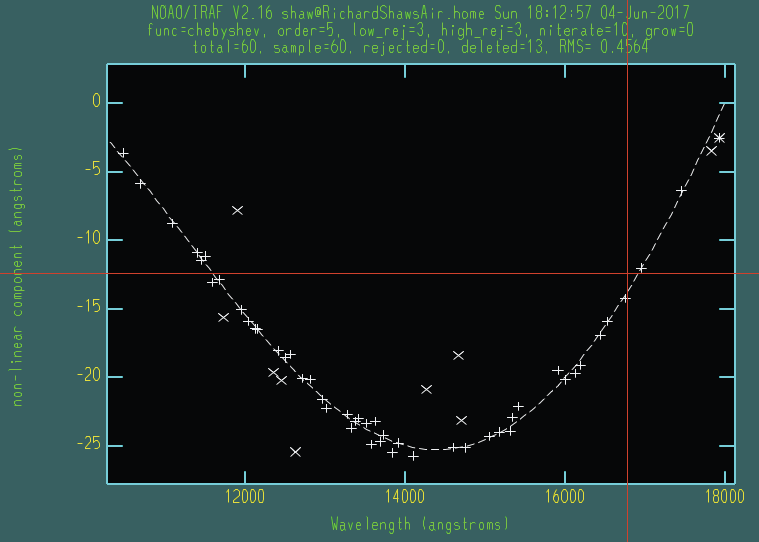 NOAO/IRAF V2.16 shaw@RichardShawsAir.home Sun 18:12:57 04-Jun-2017
func=chebyshev, order=5, low_rej=3, high_rej=3, niterate=10, grow=0
total=60, sample=60, rejected=0, deleted=13, RMS= 0.4564
0
-5
-10
-15
-20
-25
non-linear component (angstroms)
12000 14000 16000 18000
Wavelength (angstroms)